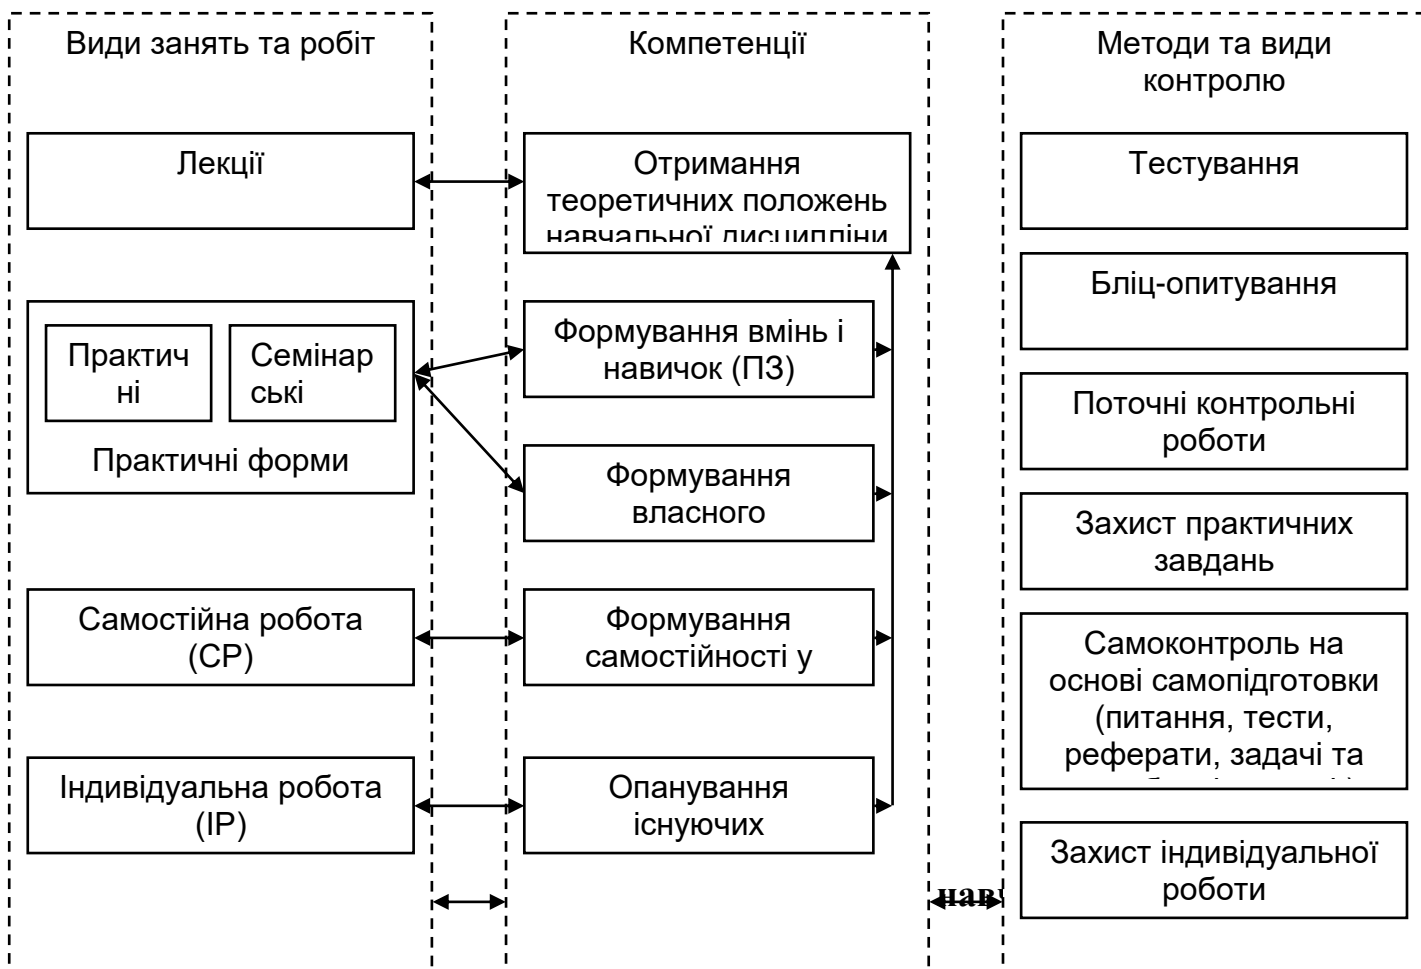 Види занять та робіт
Лекції
Практич
ні
Семінар
ські
Практичні форми
Самостійна робота
(СР)
Індивідуальна робота
(ІР)
Компетенції
Отримання
теоретичних положень
навчальної дисципліни
Формування вмінь і
навичок (ПЗ)
Формування
власного
Формування
самостійності у
Опанування
існуючих
Методи та види
контролю
Тестування
Бліц-опитування
Поточні контрольні
роботи
Захист практичних
завдань
Самоконтроль на
основі самопідготовки
(питання, тести,
реферати, задачі та
Захист індивідуальної
роботи